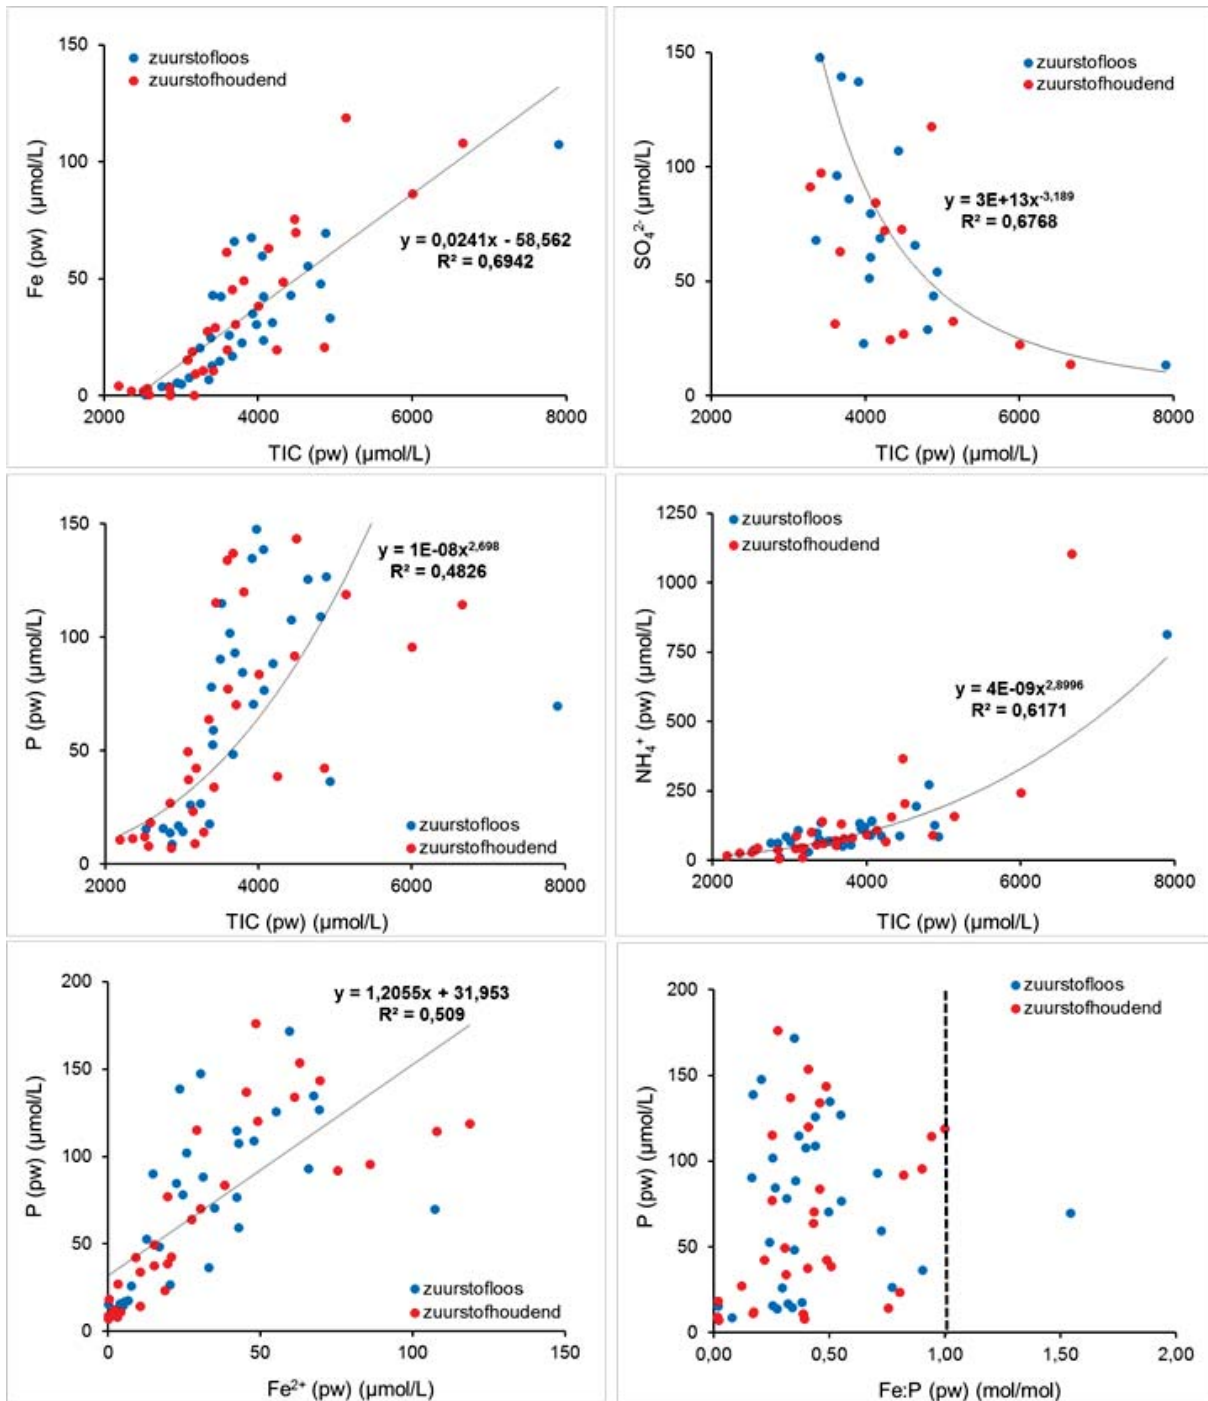 150
100
50
0
2000
4000
6000
8000
Fe (pw) (µmol/L)
TIC (pw) (µmol/L)
zuurstofloos
zuurstofhoudend
y = 0,0241x - 58,562
R² = 0,6942
150
100
50
0
2000
4000
6000
8000
SO₄²⁻ (µmol/L)
TIC (pw) (µmol/L)
zuurstofloos
zuurstofhoudend
y = 3E+13x⁻³,¹⁸⁹
R² = 0,6768
150
100
50
0
2000
4000
6000
8000
P (pw) (µmol/L)
TIC (pw) (µmol/L)
y = 1E-08x²,⁶⁹⁸
R² = 0,4826
zuurstofloos
zuurstofhoudend
1250
1000
750
500
250
0
2000
4000
6000
8000
NH₄⁺ (pw) (µmol/L)
TIC (pw) (µmol/L)
zuurstofloos
zuurstofhoudend
y = 4E-09x²,⁸⁹⁹⁶
R² = 0,6171
200
150
100
50
0
0
50
100
150
P (pw) (µmol/L)
Fe²⁺ (pw) (µmol/L)
y = 1,2055x + 31,953
R² = 0,509
zuurstofloos
zuurstofhoudend
200
150
100
50
0
0,00
0,50
1,00
1,50
2,00
P (pw) (µmol/L)
Fe:P (pw) (mol/mol)
zuurstofloos
zuurstofhoudend